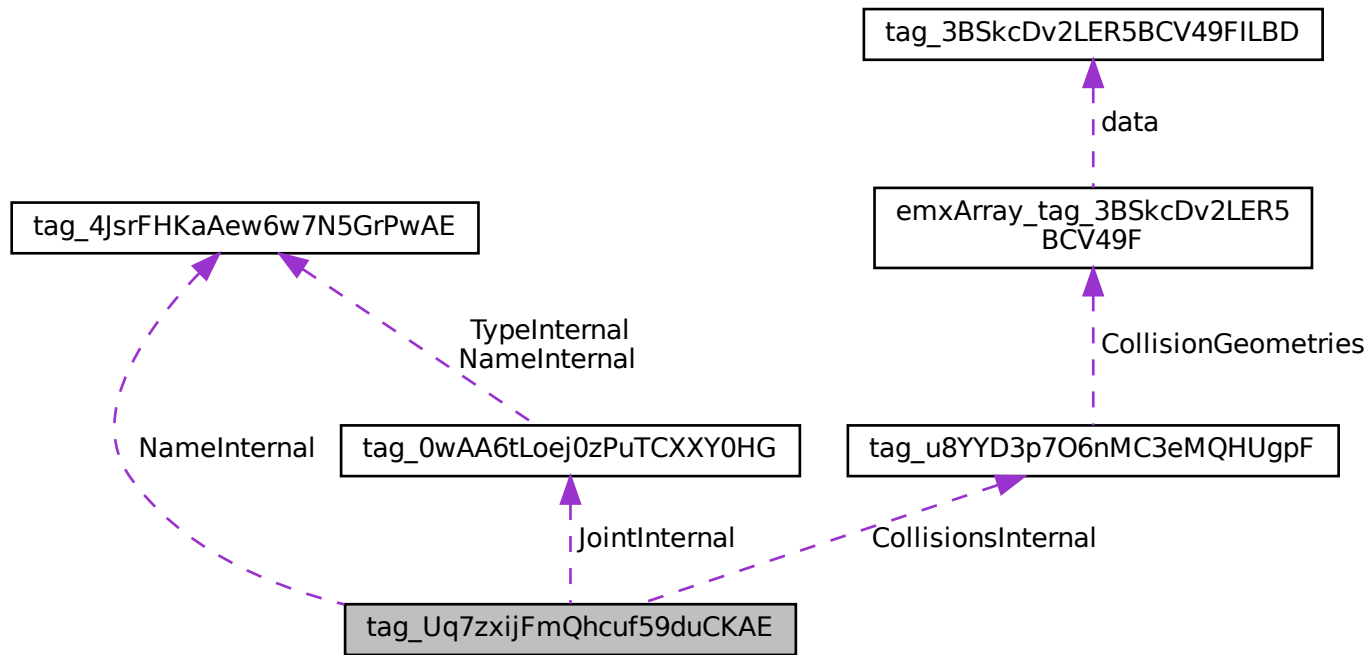 tag_3BSkcDv2LER5BCV49FILBD
data
tag_4JsrFHKaAew6w7N5GrPwAE
emxArray_tag_3BSkcDv2LER5
BCV49F
TypeInternal
NameInternal
CollisionGeometries
NameInternal
tag_0wAA6tLoej0zPuTCXXY0HG
tag_u8YYD3p7O6nMC3eMQHUgpF
JointInternal
CollisionsInternal
tag_Uq7zxijFmQhcuf59duCKAE